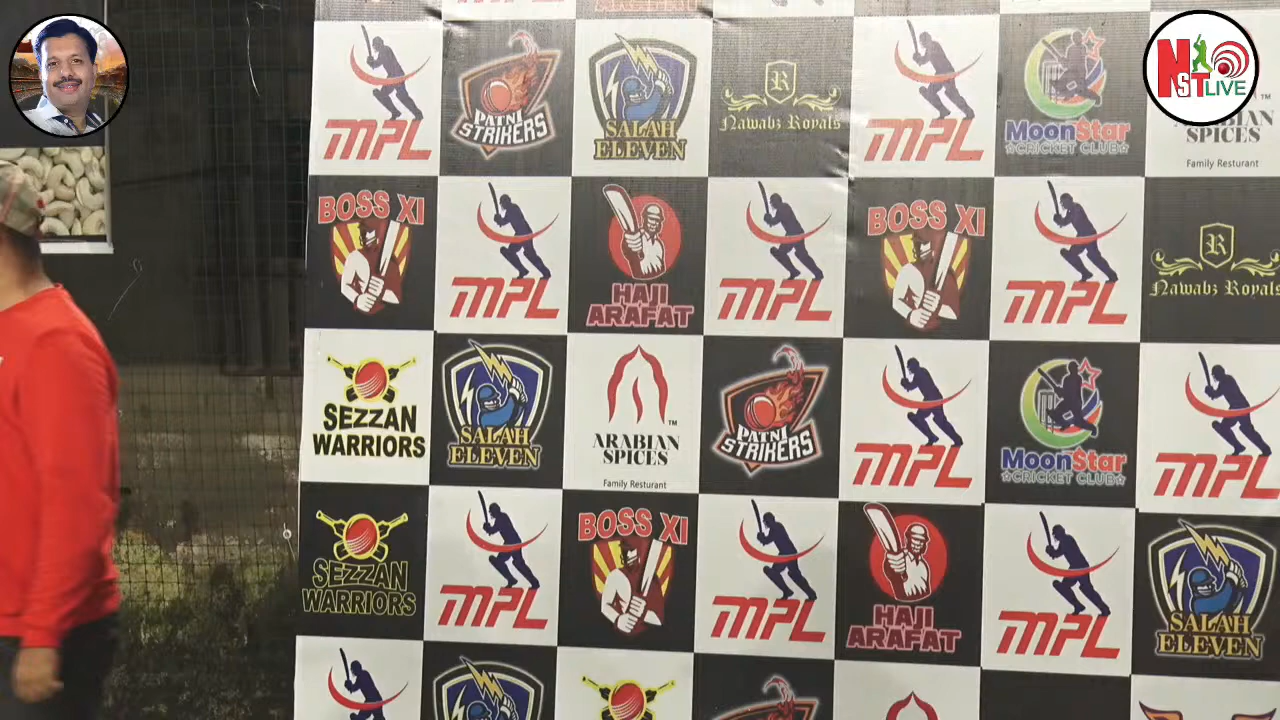 MPL
PATNI
STRIKERS
SALAH
ELEVEN
R
Nawabz Royals
MPL
MoonStar
☆CRICKET CLUB☆
SPICES
Family Resturant
NST LIVE
BOSS XI
MPL
HAJI
ARAFAT
MPL
BOSS XI
MPL
R
Nawabz Royals
SEZZAN
WARRIORS
SALAH
ELEVEN
ARABIAN
SPICES
TM
Family Resturant
PATNI
STRIKERS
MPL
MoonStar
☆CRICKET CLUB☆
MPL
SEZZAN
WARRIORS
MPL
BOSS XI
MPL
HAJI
ARAFAT
MPL
SALAH
ELEVEN